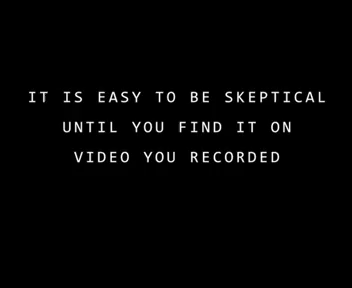 IT IS EASY TO BE SKEPTICAL
UNTIL YOU FIND IT ON
VIDEO YOU RECORDED